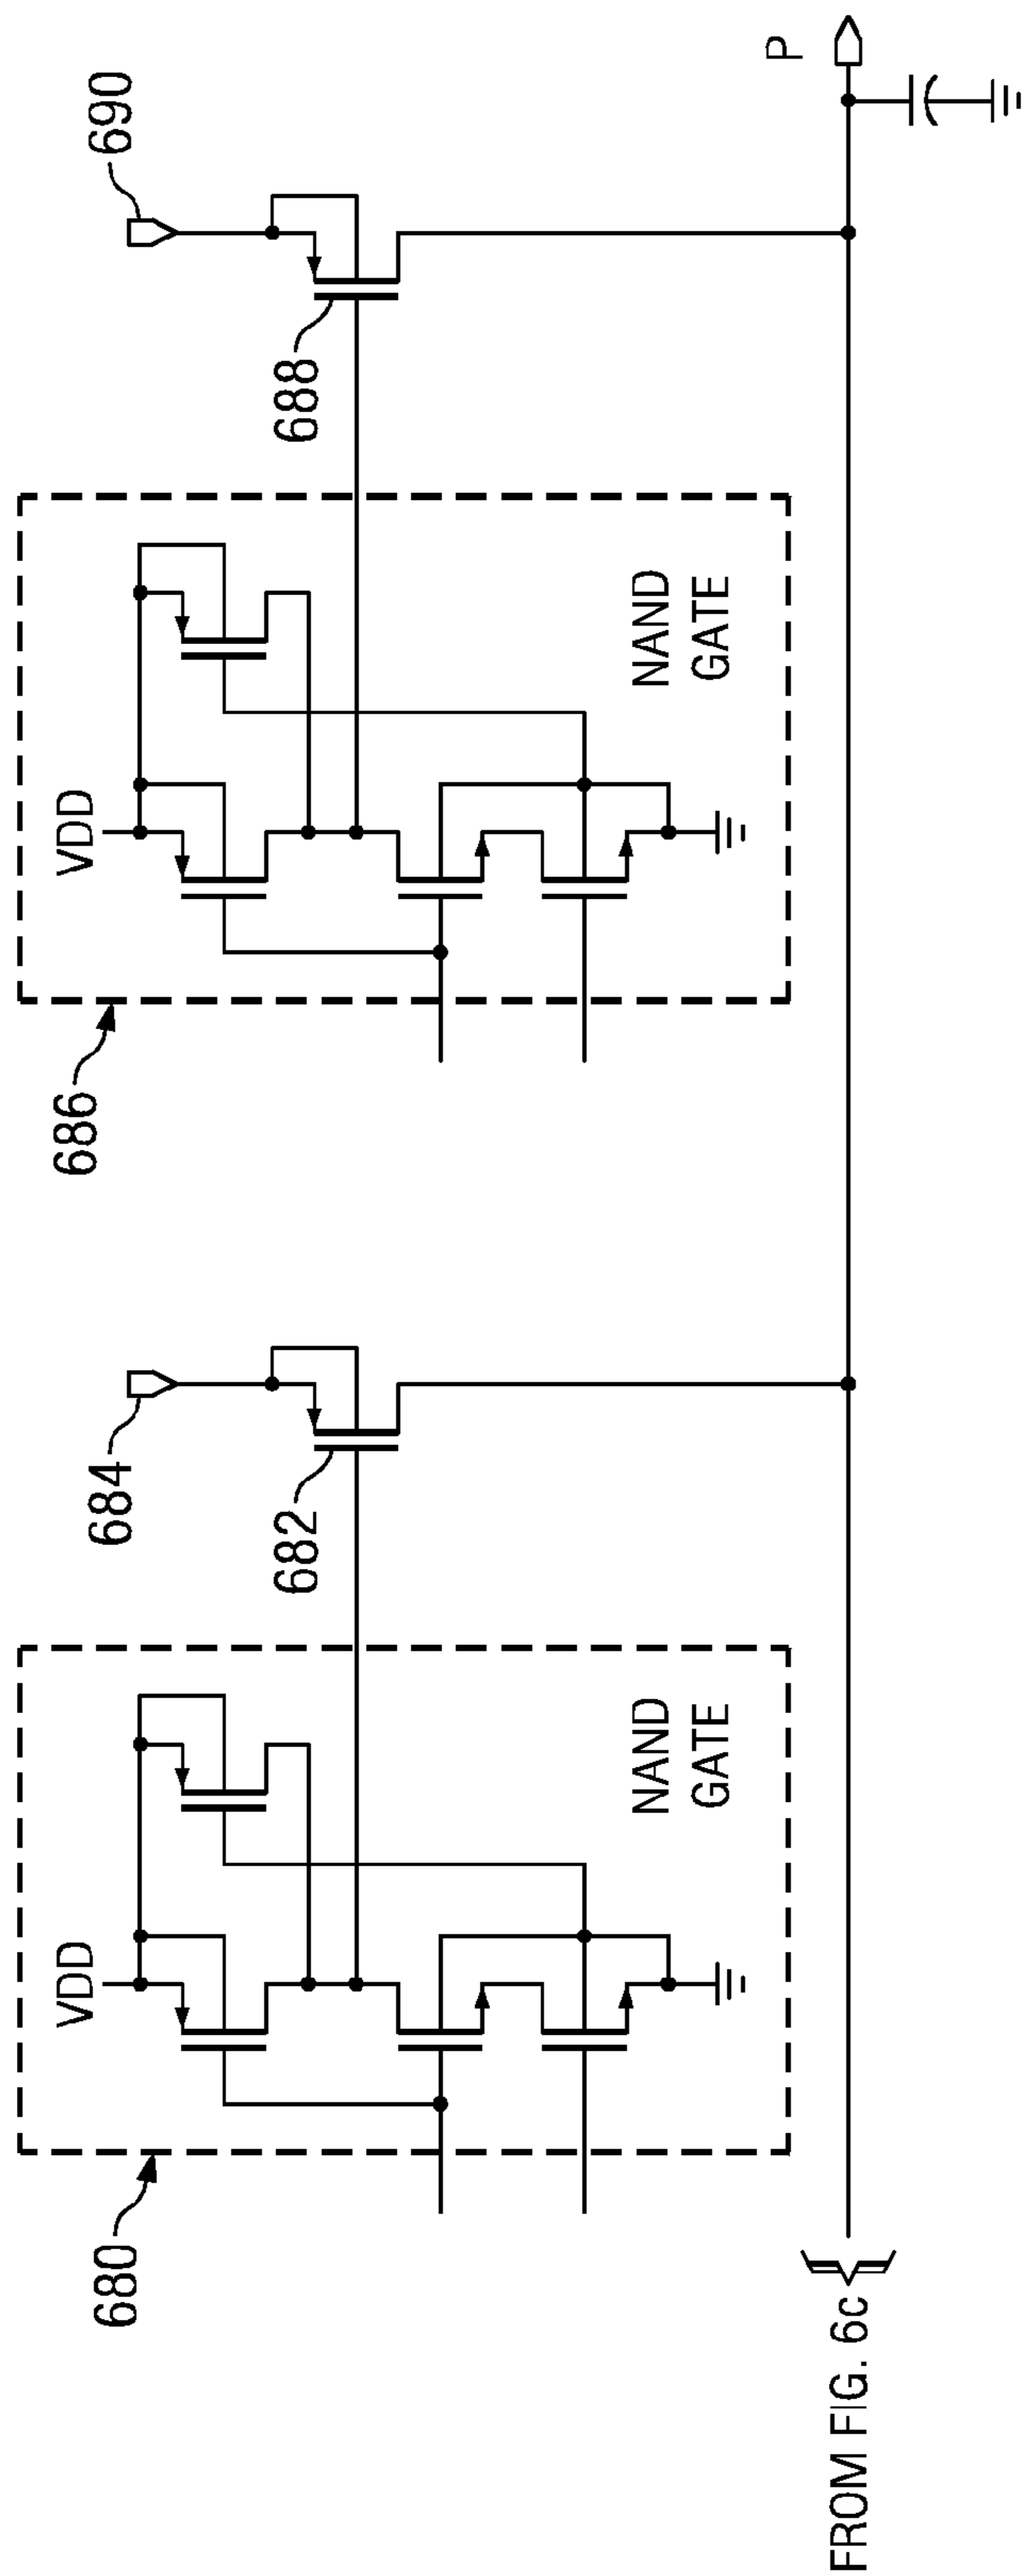 680
VDD
NAND
GATE
682
684
686
VDD
NAND
GATE
688
690
P
FROM FIG. 6c